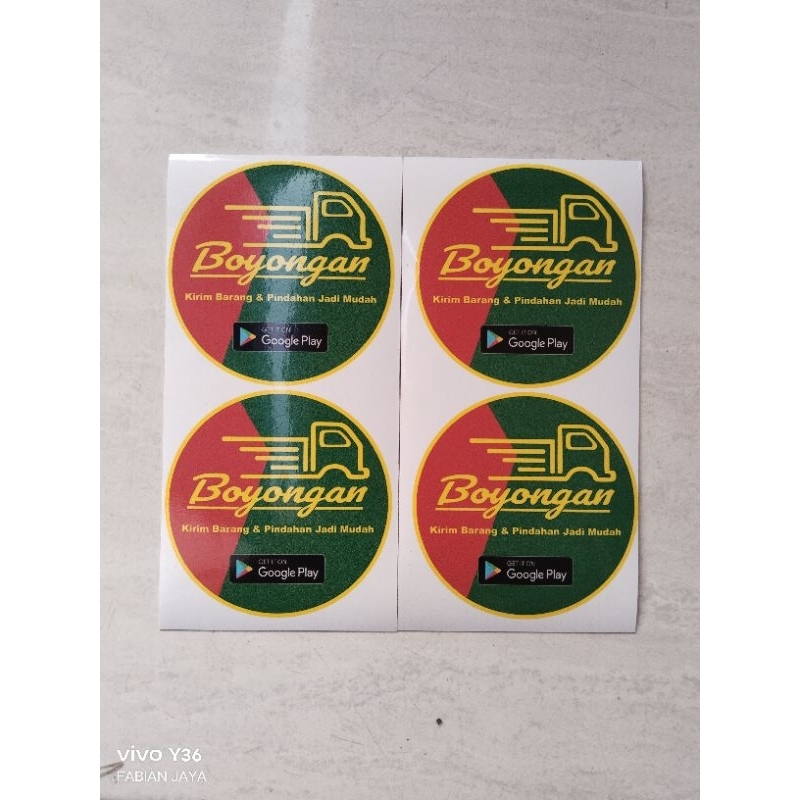 Boyongan
Kirim Barang & Pindahan Jadi Mudah
GET IT ON
Google Play
Boyongan
Kirim Barang & Pindahan Jadi Mudah
GET IT ON
Google Play
Boyongan
Kirim Barang & Pindahan Jadi Mudah
GET IT ON
Google Play
Boyongan
Kirim Barang & Pindahan Jadi Mudah
GET IT ON
Google Play
vivo Y36
FABIAN JAYA